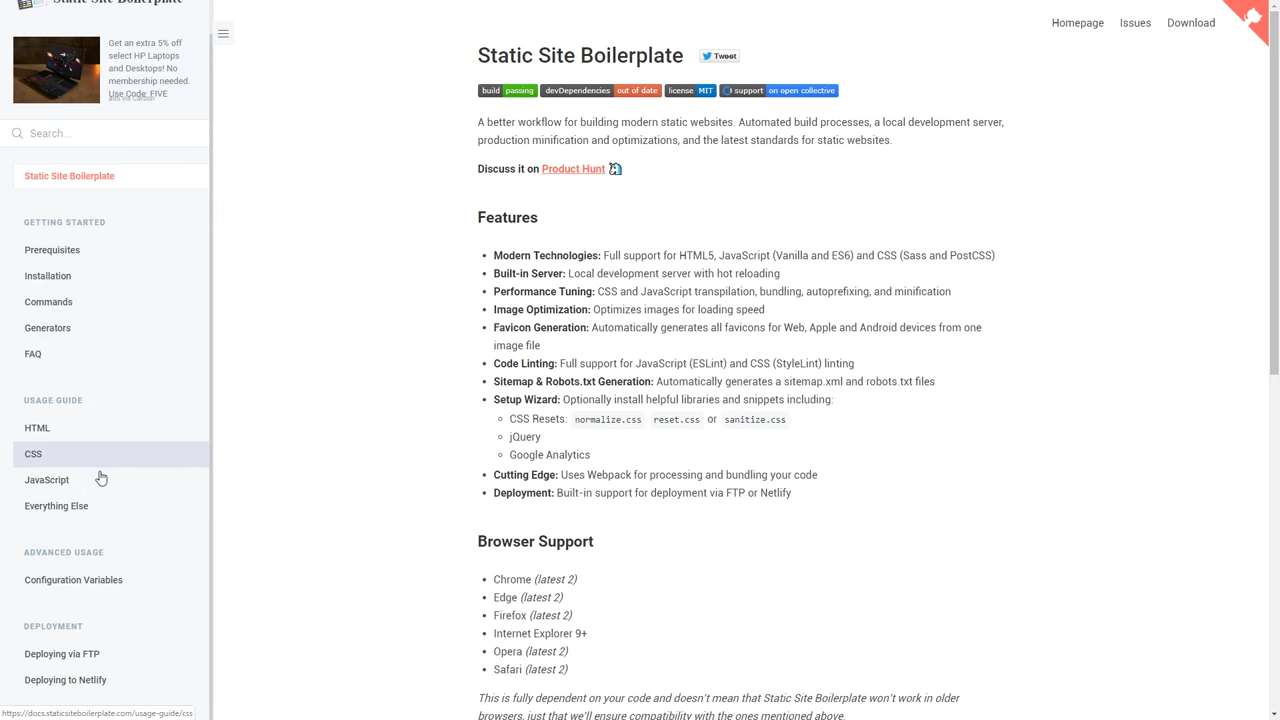 Static Site Boilerplate
Get an extra 5% off
select HP Laptops
and Desktops! No
membership needed.
Use Code: FIVE
ads via Carbon
Search...
Static Site Boilerplate
GETTING STARTED
Prerequisites
Installation
Commands
Generators
FAQ
USAGE GUIDE
HTML
CSS
JavaScript
Everything Else
ADVANCED USAGE
Configuration Variables
DEPLOYMENT
Deploying via FTP
Deploying to Netlify
https://docs.staticsiteboilerplate.com/usage-guide/css
Homepage Issues Download
Static Site Boilerplate Tweet
build passing devDependencies out of date license MIT support on open collective
A better workflow for building modern static websites. Automated build processes, a local development server,
production minification and optimizations, and the latest standards for static websites.
Discuss it on Product Hunt
Features
Modern Technologies: Full support for HTML5, JavaScript (Vanilla and ES6) and CSS (Sass and PostCSS)
Built-in Server: Local development server with hot reloading
Performance Tuning: CSS and JavaScript transpilation, bundling, autoprefixing, and minification
Image Optimization: Optimizes images for loading speed
Favicon Generation: Automatically generates all favicons for Web, Apple and Android devices from one
image file
Code Linting: Full support for JavaScript (ESLint) and CSS (StyleLint) linting
Sitemap & Robots.txt Generation: Automatically generates a sitemap.xml and robots.txt files
Setup Wizard: Optionally install helpful libraries and snippets including:
CSS Resets: normalize.css reset.css or sanitize.css
jQuery
Google Analytics
Cutting Edge: Uses Webpack for processing and bundling your code
Deployment: Built-in support for deployment via FTP or Netlify
Browser Support
Chrome (latest 2)
Edge (latest 2)
Firefox (latest 2)
Internet Explorer 9+
Opera (latest 2)
Safari (latest 2)
This is fully dependent on your code and doesn't mean that Static Site Boilerplate won't work in older
browsers, just that we'll ensure compatibility with the ones mentioned above.